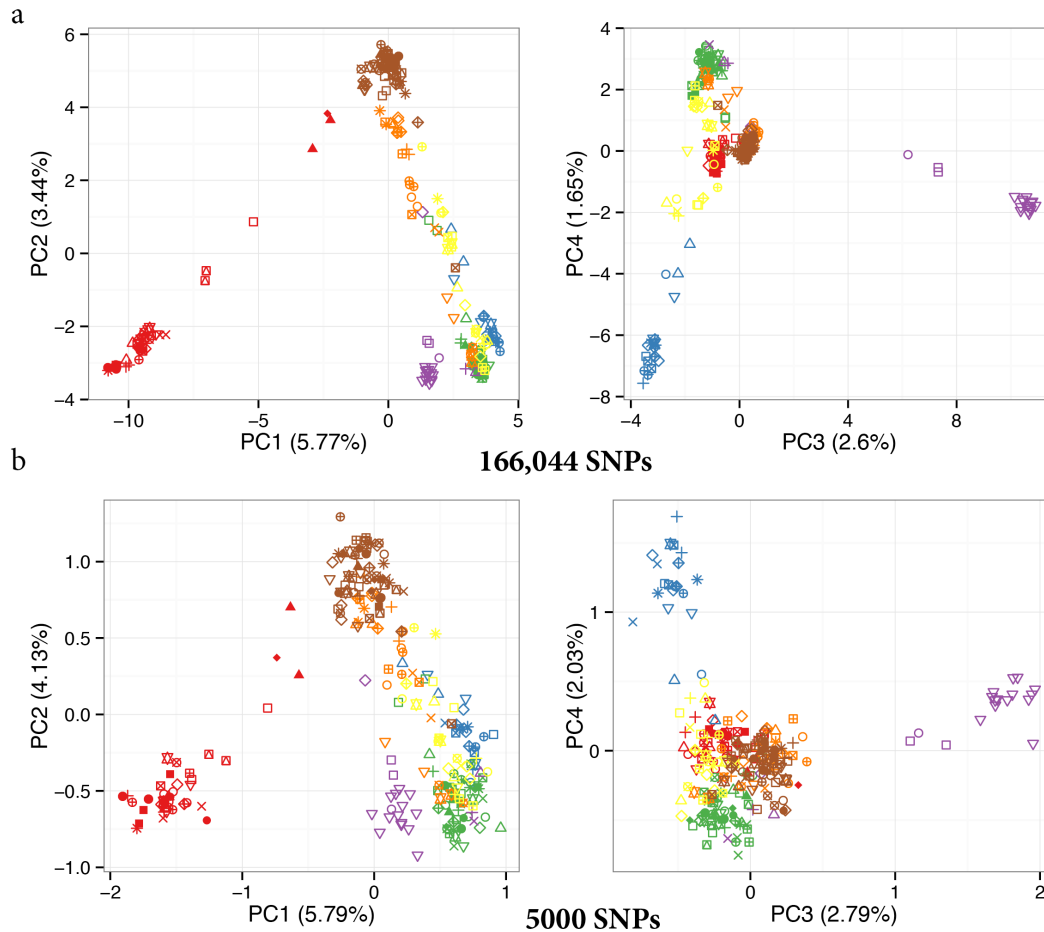 a
6
4
2
0
−2
−4
PC2 (3.44%)
−10
−5
0
5
PC1 (5.77%)
4
2
0
−2
−4
−6
−8
PC4 (1.65%)
−4
0
4
8
PC3 (2.6%)
166,044 SNPs
b
1.0
0.5
0.0
−0.5
−1.0
PC2 (4.13%)
−2
−1
0
1
PC1 (5.79%)
1
0
PC4 (2.03%)
0
1
2
PC3 (2.79%)
5000 SNPs